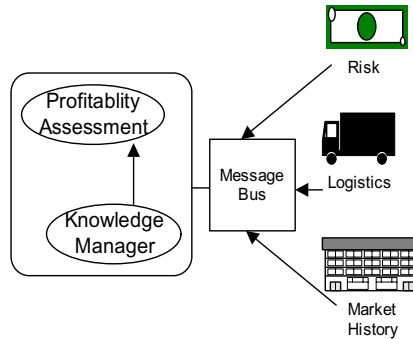 Risk
Profitablity
Assessment
Message
Bus
Logistics
Knowledge
Manager
Market
History